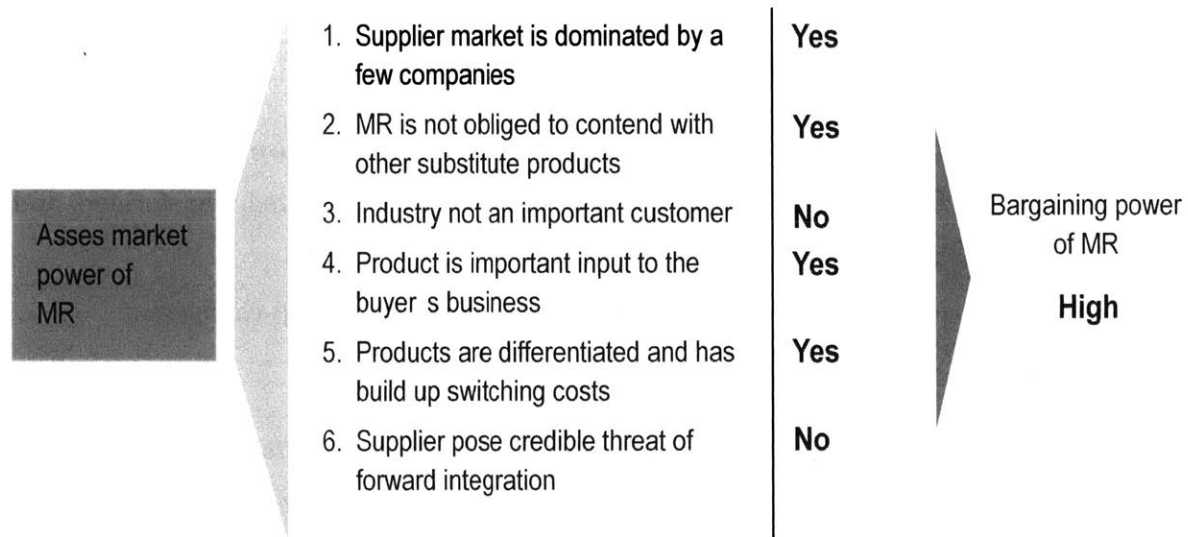 Asses market
power of
MR
1. Supplier market is dominated by a
few companies
Yes
2. MR is not obliged to contend with
other substitute products
Yes
3. Industry not an important customer
No
4. Product is important input to the
buyer s business
Yes
5. Products are differentiated and has
build up switching costs
Yes
6. Supplier pose credible threat of
forward integration
No
Bargaining power
of MR
High